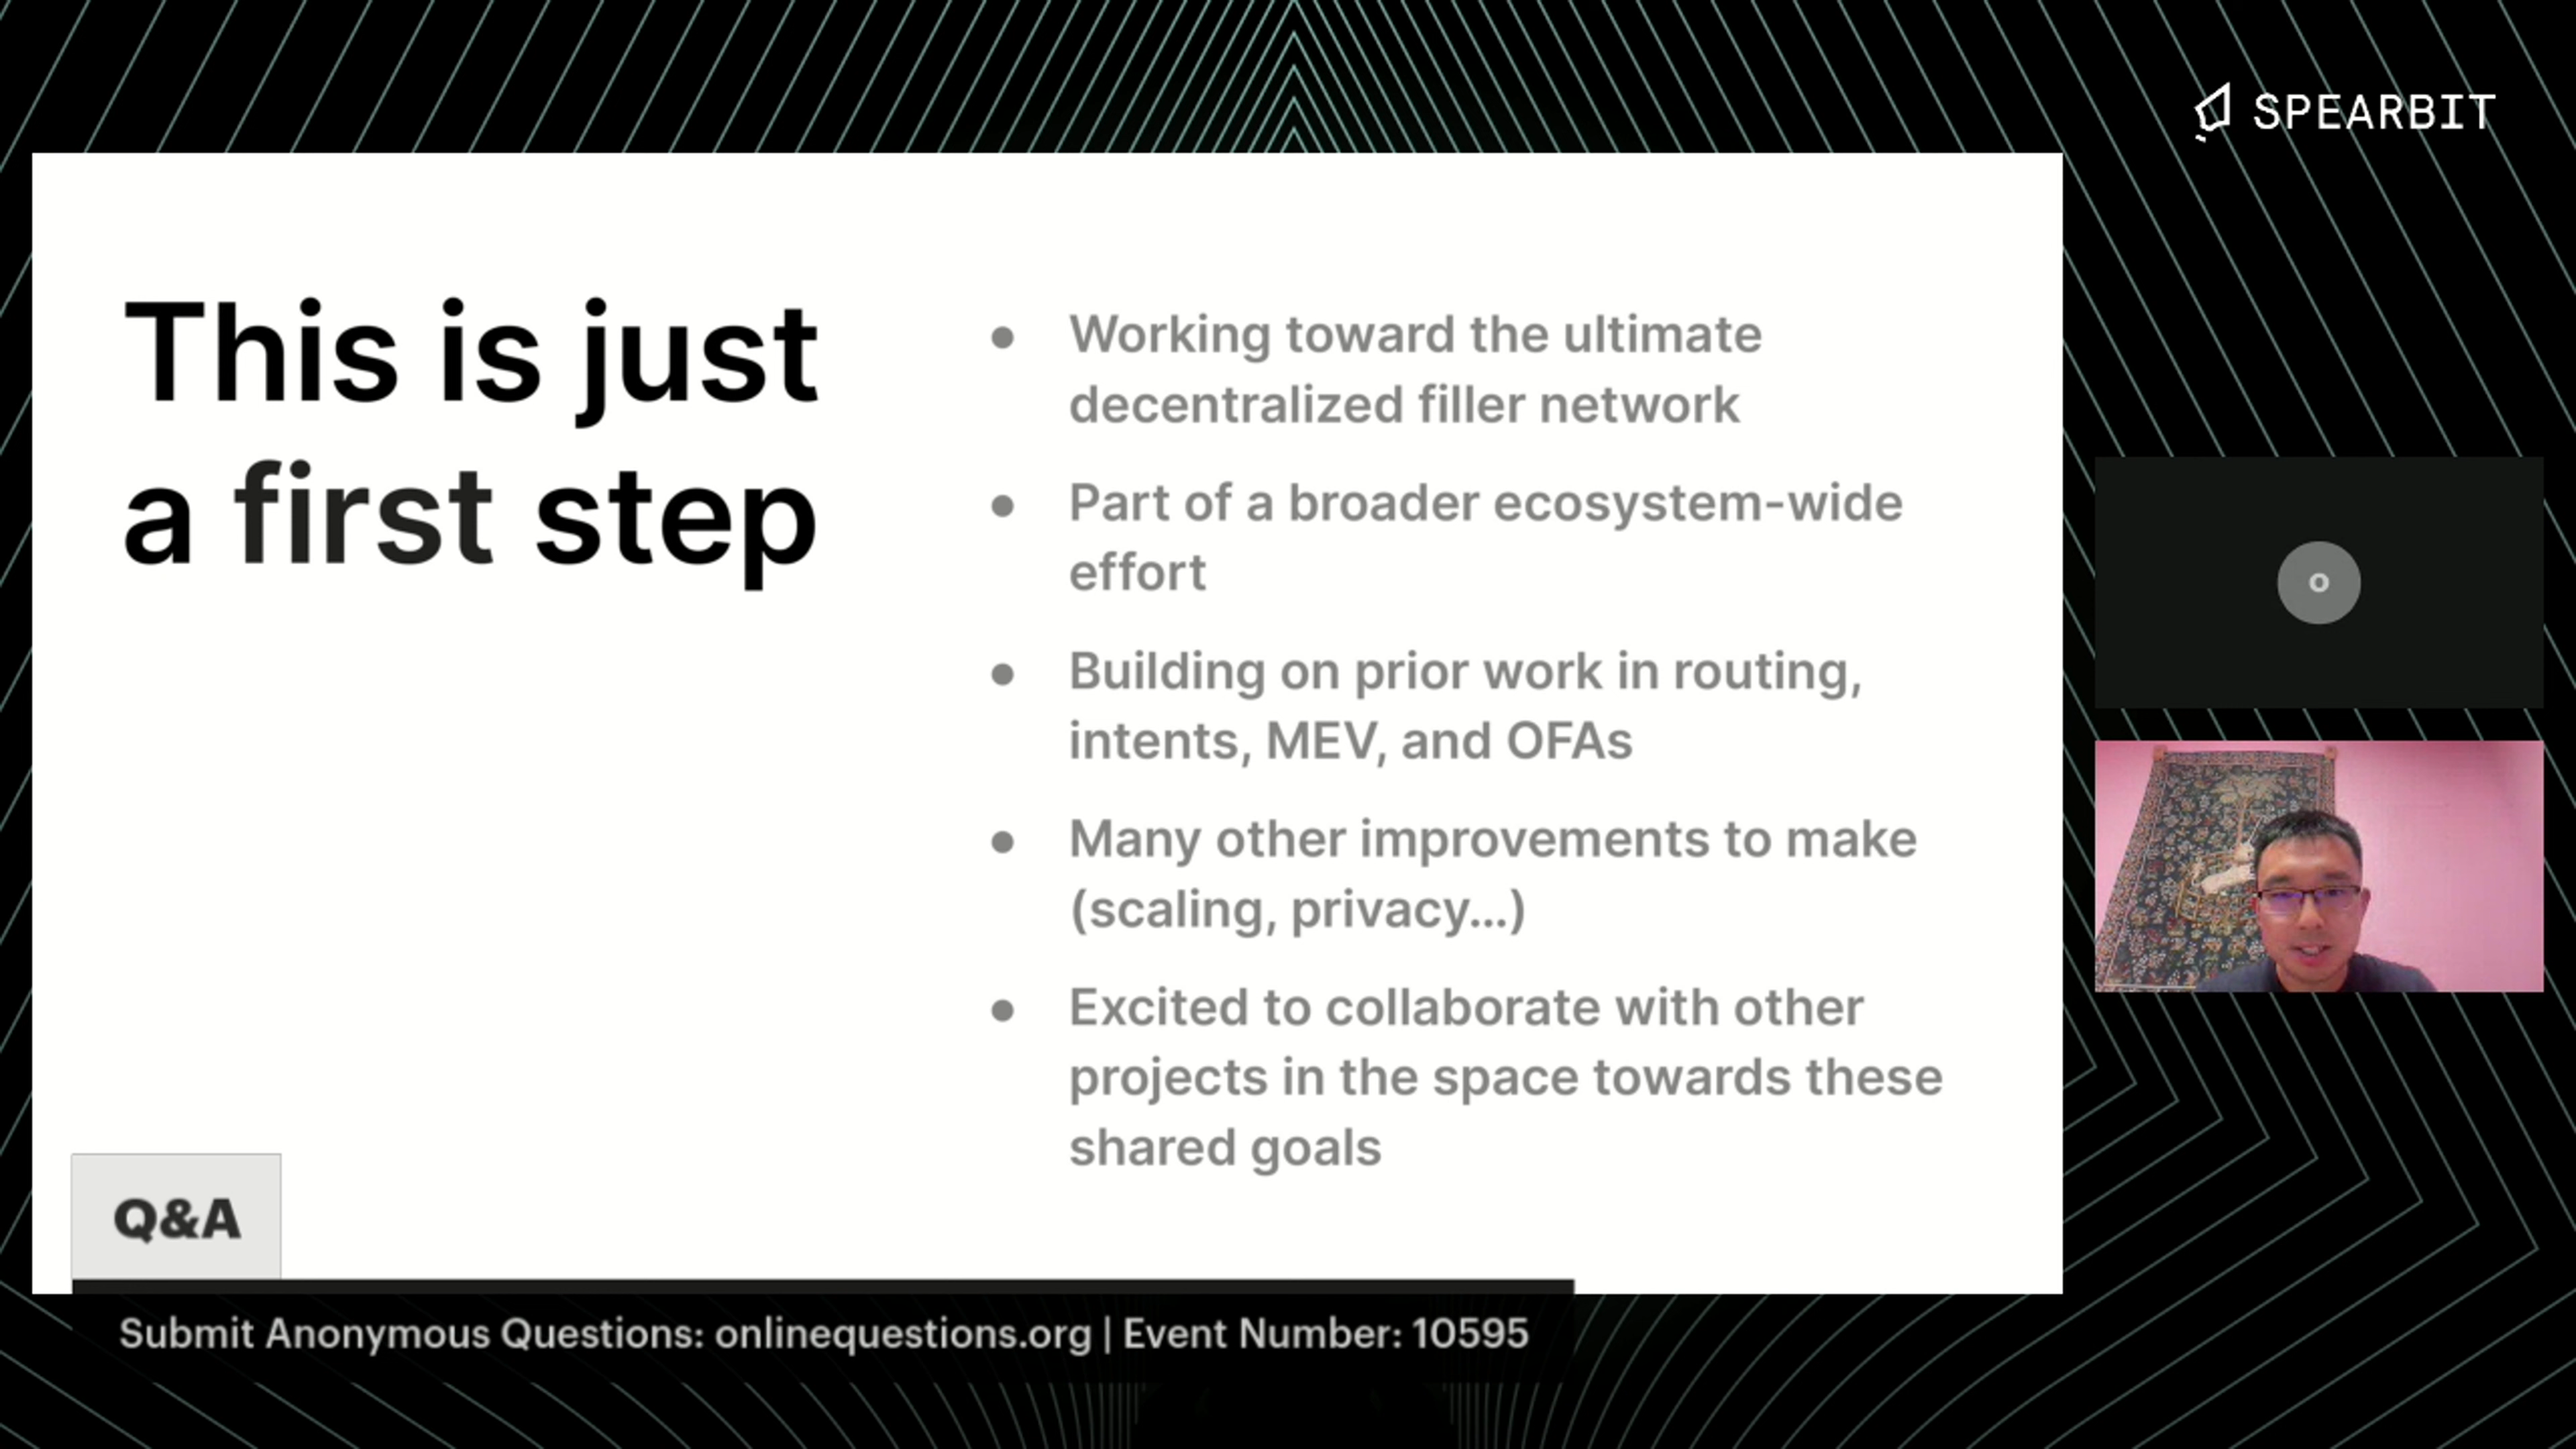 SPEARBIT
This is just
a first step
● Working toward the ultimate
decentralized filler network
● Part of a broader ecosystem-wide
effort
● Building on prior work in routing,
intents, MEV, and OFAs
● Many other improvements to make
(scaling, privacy...)
● Excited to collaborate with other
projects in the space towards these
shared goals
o
Q&A
Submit Anonymous Questions: onlinequestions.org | Event Number: 10595